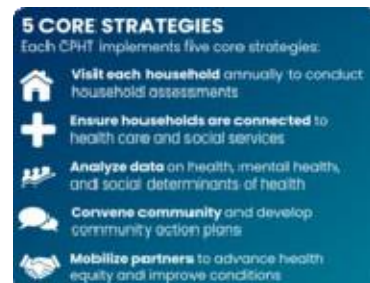 5 CORE STRATEGIES
Each CPHT implements five core strategies:
Visit each household annually to conduct
household assessments
Ensure households are connected to
health care and social services
Analyze data on health, mental health,
and social determinants of health
Convene community and develop
community action plans
Mobilize partners to advance health
equity and improve conditions